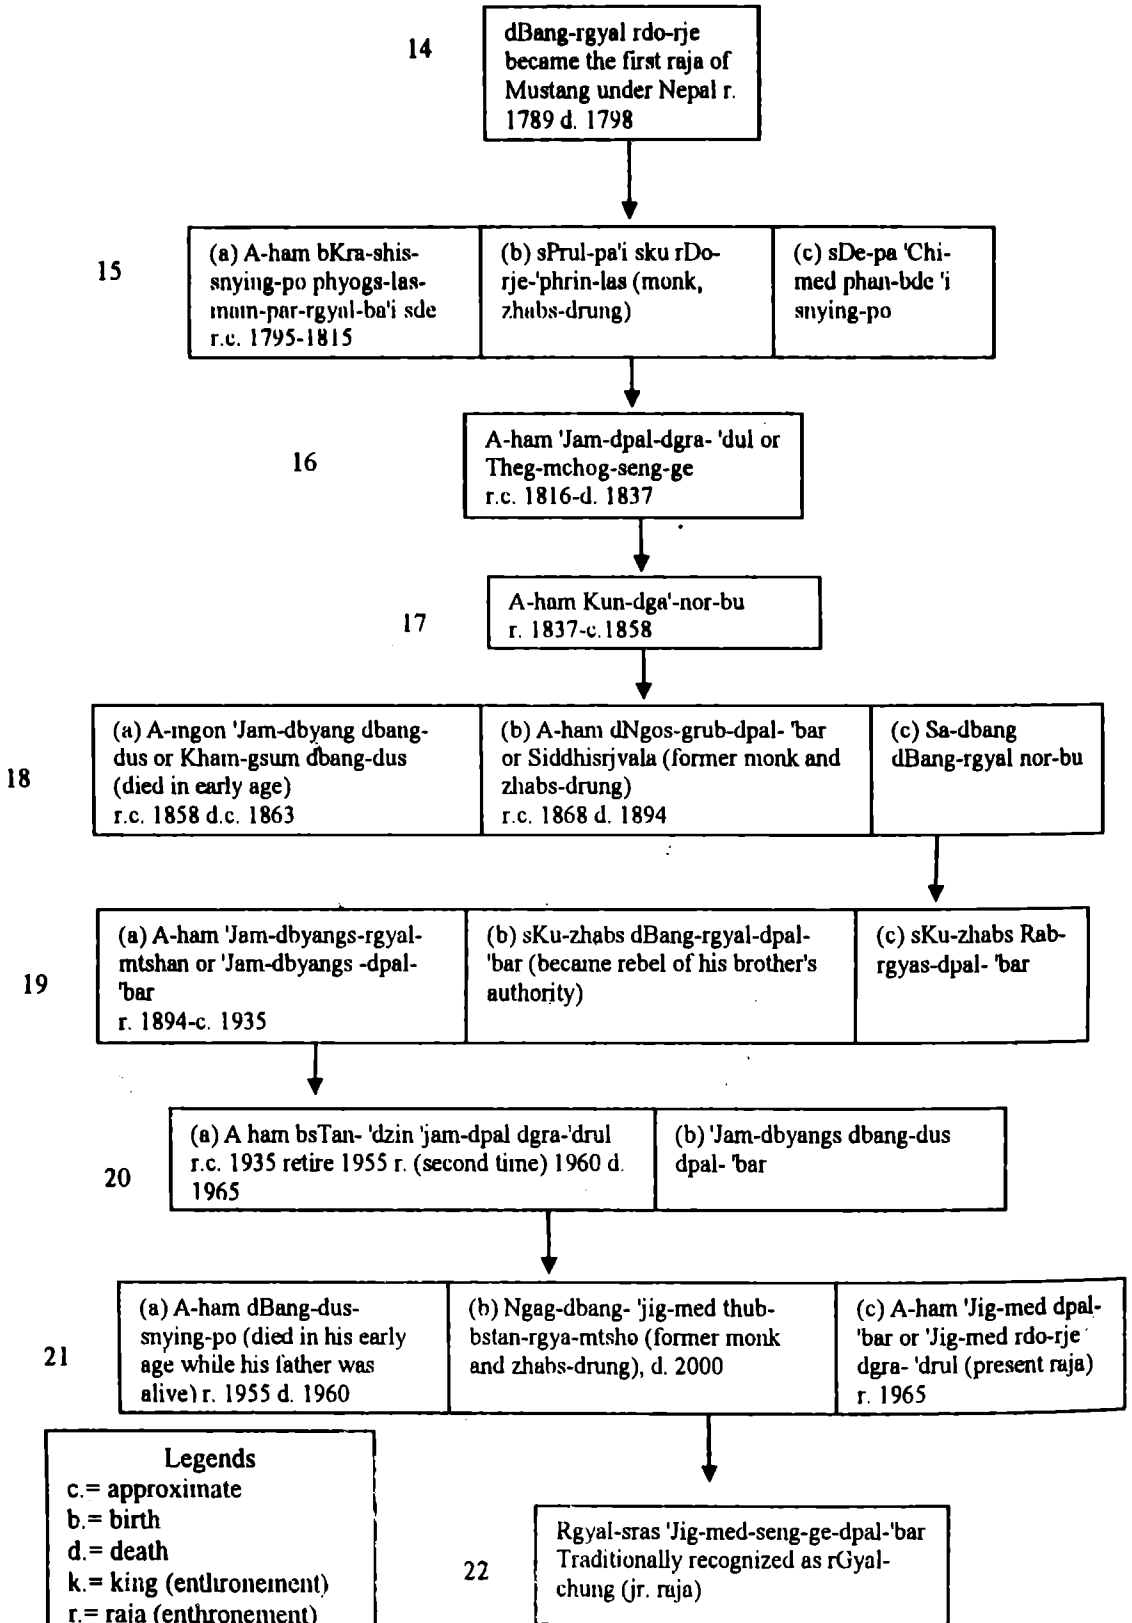 14
dBang-rgyal rdo-rje
became the first raja of
Mustang under Nepal r.
1789 d. 1798
15
(a) A-ham bKra-shis-
snying-po phyogs-las-
mam-par-rgyal-ba'i sde
r.c. 1795-1815
(b) sPrul-pa'i sku rDo-
rje-'phrin-las (monk,
zhabs-drung)
(c) sDe-pa 'Chi-
med phan-bde 'i
snying-po
16
A-ham 'Jam-dpal-dgra- 'dul or
Theg-mchog-seng-ge
r.c. 1816-d. 1837
17
A-ham Kun-dga'-nor-bu
r. 1837-c.1858
18
(a) A-mgon 'Jam-dbyang dbang-
dus or Kham-gsum dbang-dus
(died in early age)
r.c. 1858 d.c. 1863
(b) A-ham dNgos-grub-dpal- 'bar
or Siddhisrjvala (former monk and
zhabs-drung)
r.c. 1868 d. 1894
(c) Sa-dbang
dBang-rgyal nor-bu
19
(a) A-ham 'Jam-dbyangs-rgyal-
mtshan or 'Jam-dbyangs -dpal-
'bar
r. 1894-c. 1935
(b) sKu-zhabs dBang-rgyal-dpal-
'bar (became rebel of his brother's
authority)
(c) sKu-zhabs Rab-
rgyas-dpal- 'bar
20
(a) A ham bsTan- 'dzin 'jam-dpal dgra-'drul
r.c. 1935 retire 1955 r. (second time) 1960 d.
1965
(b) 'Jam-dbyangs dbang-dus
dpal- 'bar
21
(a) A-ham dBang-dus-
snying-po (died in his early
age while his father was
alive) r. 1955 d. 1960
(b) Ngag-dbang- 'jig-med thub-
bstan-rgya-mtsho (former monk
and zhabs-drung), d. 2000
(c) A-ham 'Jig-med dpal-
'bar or 'Jig-med rdo-rje
dgra- 'drul (present raja)
r. 1965
Legends
c.= approximate
b.= birth
d.= death
k.= king (enthronement)
r.= raja (enthronement)
22
Rgyal-sras 'Jig-med-seng-ge-dpal-'bar
Traditionally recognized as rGyal-
chung (jr. raja)